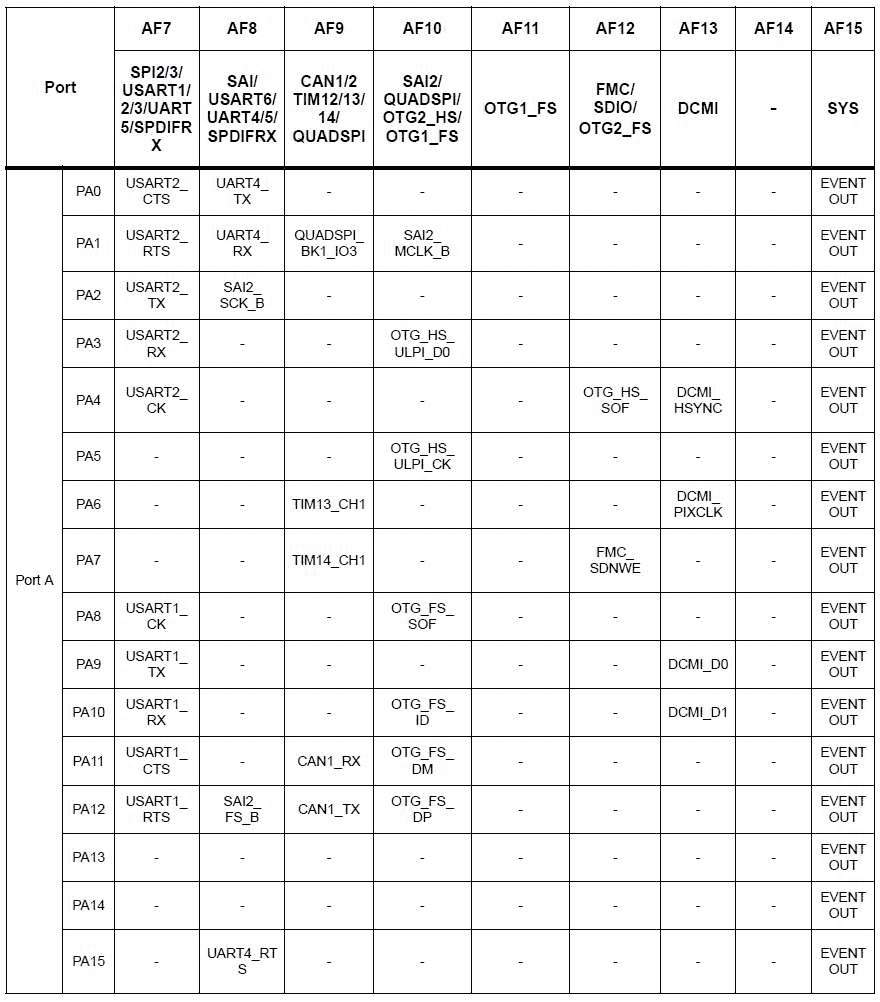 Port AF7 AF8 AF9 AF10 AF11 AF12 AF13 AF14 AF15
SPI2/3/
USART1/
2/3/UART
5/SPDIFR
X
SAI/
USART6/
UART4/5/
SPDIFRX
CAN1/2
TIM12/13/
14/
QUADSPI
SAI2/
QUADSPI/
OTG2_HS/
OTG1_FS
OTG1_FS
FMC/
SDIO/
OTG2_FS
DCMI
-
SYS
Port A
PA0 USART2_ UART4_ - - - - - - EVENT
CTS TX OUT
PA1 USART2_ UART4_ QUADSPI_ SAI2_ - - - - EVENT
RTS RX BK1_IO3 MCLK_B OUT
PA2 USART2_ SAI2_ - - - - - - EVENT
TX SCK_B OUT
PA3 USART2_ - - OTG_HS_ - - - - EVENT
RX ULPI_D0 OUT
PA4 USART2_ - - - - OTG_HS_ DCMI_ - EVENT
CK SOF HSYNC OUT
PA5 - - - OTG_HS_ - - - - EVENT
ULPI_CK OUT
PA6 - - TIM13_CH1 - - - DCMI_ - EVENT
PIXCLK OUT
PA7 - - TIM14_CH1 - - FMC_ - - EVENT
SDNWE OUT
PA8 USART1_ - - OTG_FS_ - - - - EVENT
CK SOF OUT
PA9 USART1_ - - - - - DCMI_D0 - EVENT
TX OUT
PA10 USART1_ - - OTG_FS_ - - DCMI_D1 - EVENT
RX ID OUT
PA11 USART1_ - CAN1_RX OTG_FS_ - - - - EVENT
CTS DM OUT
PA12 USART1_ SAI2_ CAN1_TX OTG_FS_ - - - - EVENT
RTS FS_B DP OUT
PA13 - - - - - - - - EVENT
OUT
PA14 - - - - - - - - EVENT
OUT
PA15 - UART4_RT - - - - - - EVENT
S OUT